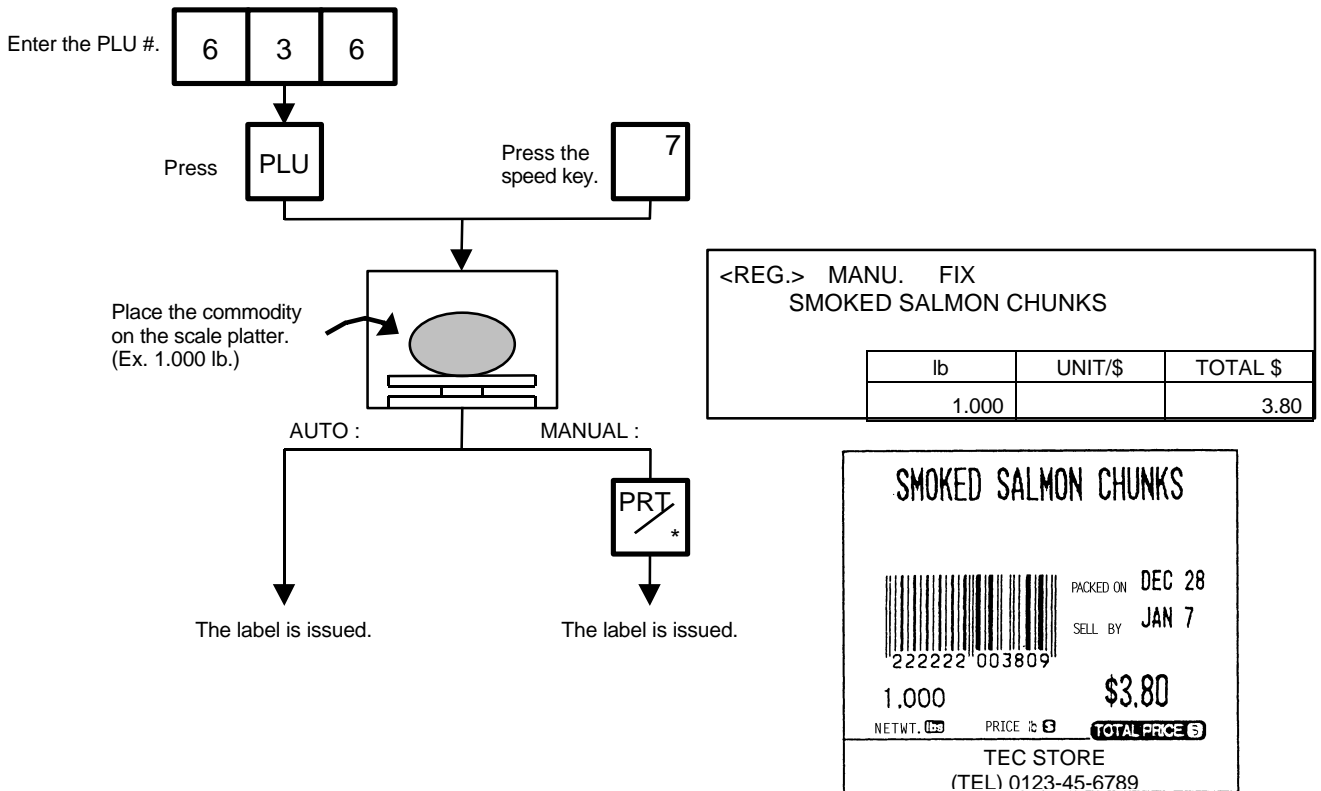 Enter the PLU #.
6 3 6
Press
PLU
Press the
speed key.
7
Place the commodity
on the scale platter.
(Ex. 1.000 lb.)
AUTO :
MANUAL :
PRT
*
The label is issued.
The label is issued.
<REG.> MANU. FIX
SMOKED SALMON CHUNKS
lb UNIT/$ TOTAL $
1.000 3.80
SMOKED SALMON CHUNKS
PACKED ON DEC 28
SELL BY JAN 7
222222 003809
1.000 $3.80
NETWT. lbs PRICE lb $ TOTAL PRICE $
TEC STORE
(TEL) 0123-45-6789